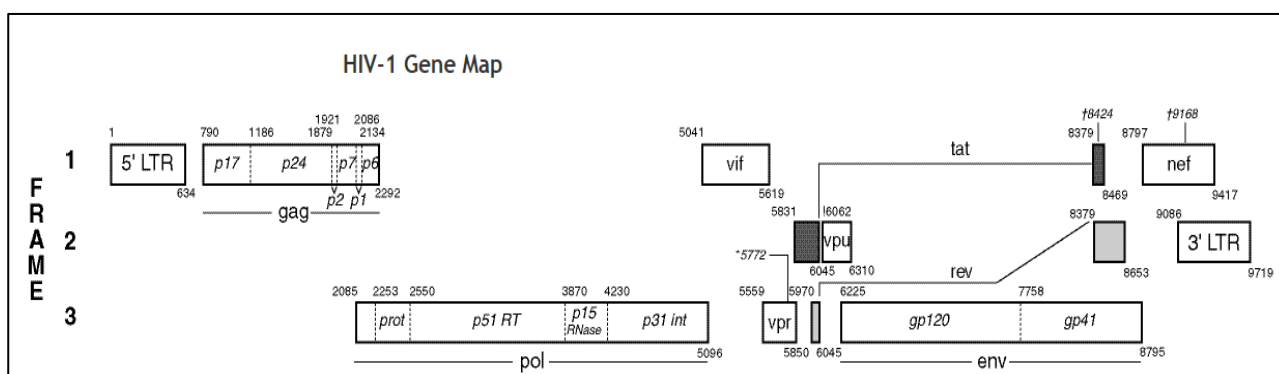 HIV-1 Gene Map
1921 2086 †8424 †9168
1 790 1186 1879 2134 5041 8379 8797
1 5' LTR p17 p24 p7 p6 vif tat nef
634 p2 p1 2292 5619 8469 9417
gag
FRAME
5831 6062 8379 9086
2 vpu 3' LTR
*5772 6045 6310 rev 8653 9719
2085 2253 2550 3870 4230 5559 5970 6225 7758
3 prot p51 RT p15 RNase p31 int vpr gp120 gp41
5096 5850 6045 8795
pol env